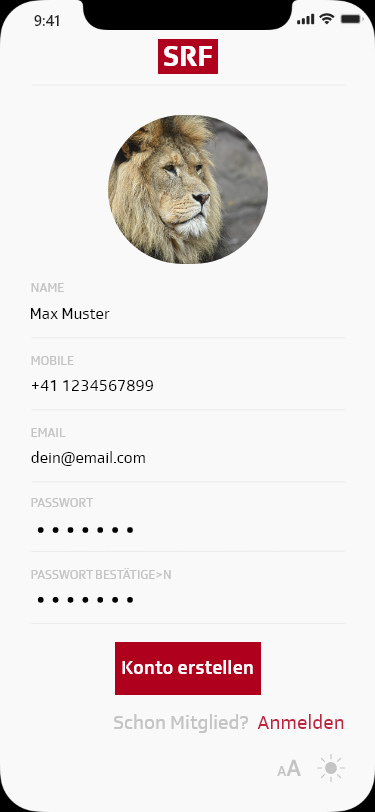 9:41
SRF
NAME
Max Muster
MOBILE
+41 1234567899
EMAIL
dein@email.com
PASSWORT
• • • • • • •
PASSWORT BESTÄTIGE>N
• • • • • • •
Konto erstellen
Schon Mitglied? Anmelden
AA